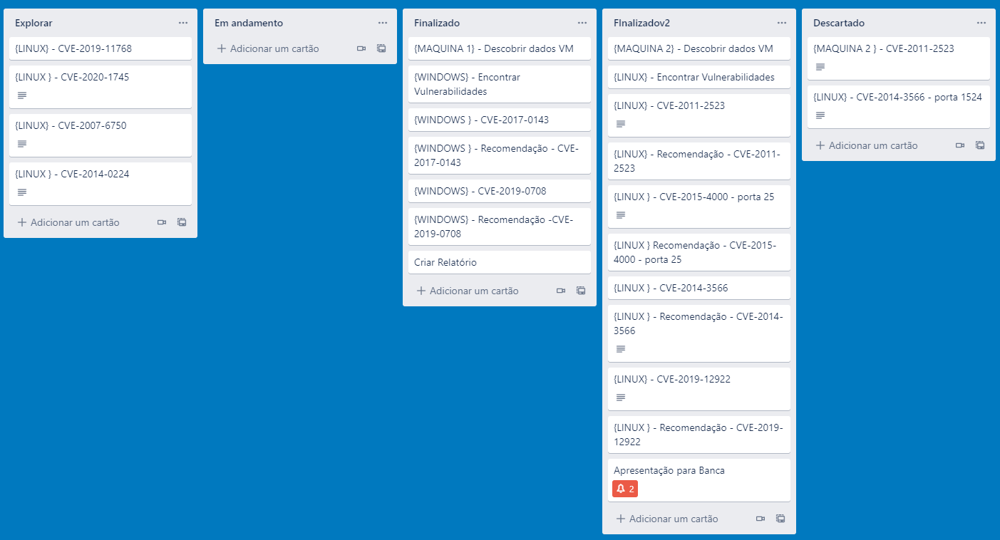 Explorar
{LINUX} - CVE-2019-11768
{LINUX } - CVE-2020-1745
{LINUX} - CVE-2007-6750
{LINUX } - CVE-2014-0224
Adicionar um cartão
Em andamento
Adicionar um cartão
Finalizado
{MAQUINA 1} - Descobrir dados VM
{WINDOWS} - Encontrar
Vulnerabilidades
{WINDOWS } - CVE-2017-0143
{WINDOWS } - Recomendação - CVE-
2017-0143
{WINDOWS} - CVE-2019-0708
{WINDOWS} - Recomendação -CVE-
2019-0708
Criar Relatório
Adicionar um cartão
FInalizadov2
{MAQUINA 2} - Descobrir dados VM
{LINUX} - Encontrar Vulnerabilidades
{LINUX} - CVE-2011-2523
{LINUX} - Recomendação - CVE-2011-
2523
{LINUX } - CVE-2015-4000 - porta 25
{LINUX } Recomendação - CVE-2015-
4000 - porta 25
{LINUX } - CVE-2014-3566
{LINUX } - Recomendação - CVE-2014-
3566
{LINUX} - CVE-2019-12922
{LINUX } - Recomendação - CVE-2019-
12922
Apresentação para Banca
2
Adicionar um cartão
Descartado
{MAQUINA 2 } - CVE-2011-2523
{LINUX} - CVE-2014-3566 - porta 1524
Adicionar um cartão